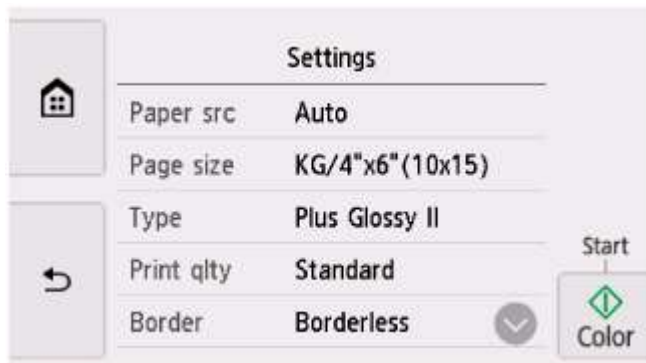 Settings
Paper src Auto
Page size KG/4"x6"(10x15)
Type Plus Glossy II
Print qlty Standard
Border Borderless
Start
Color